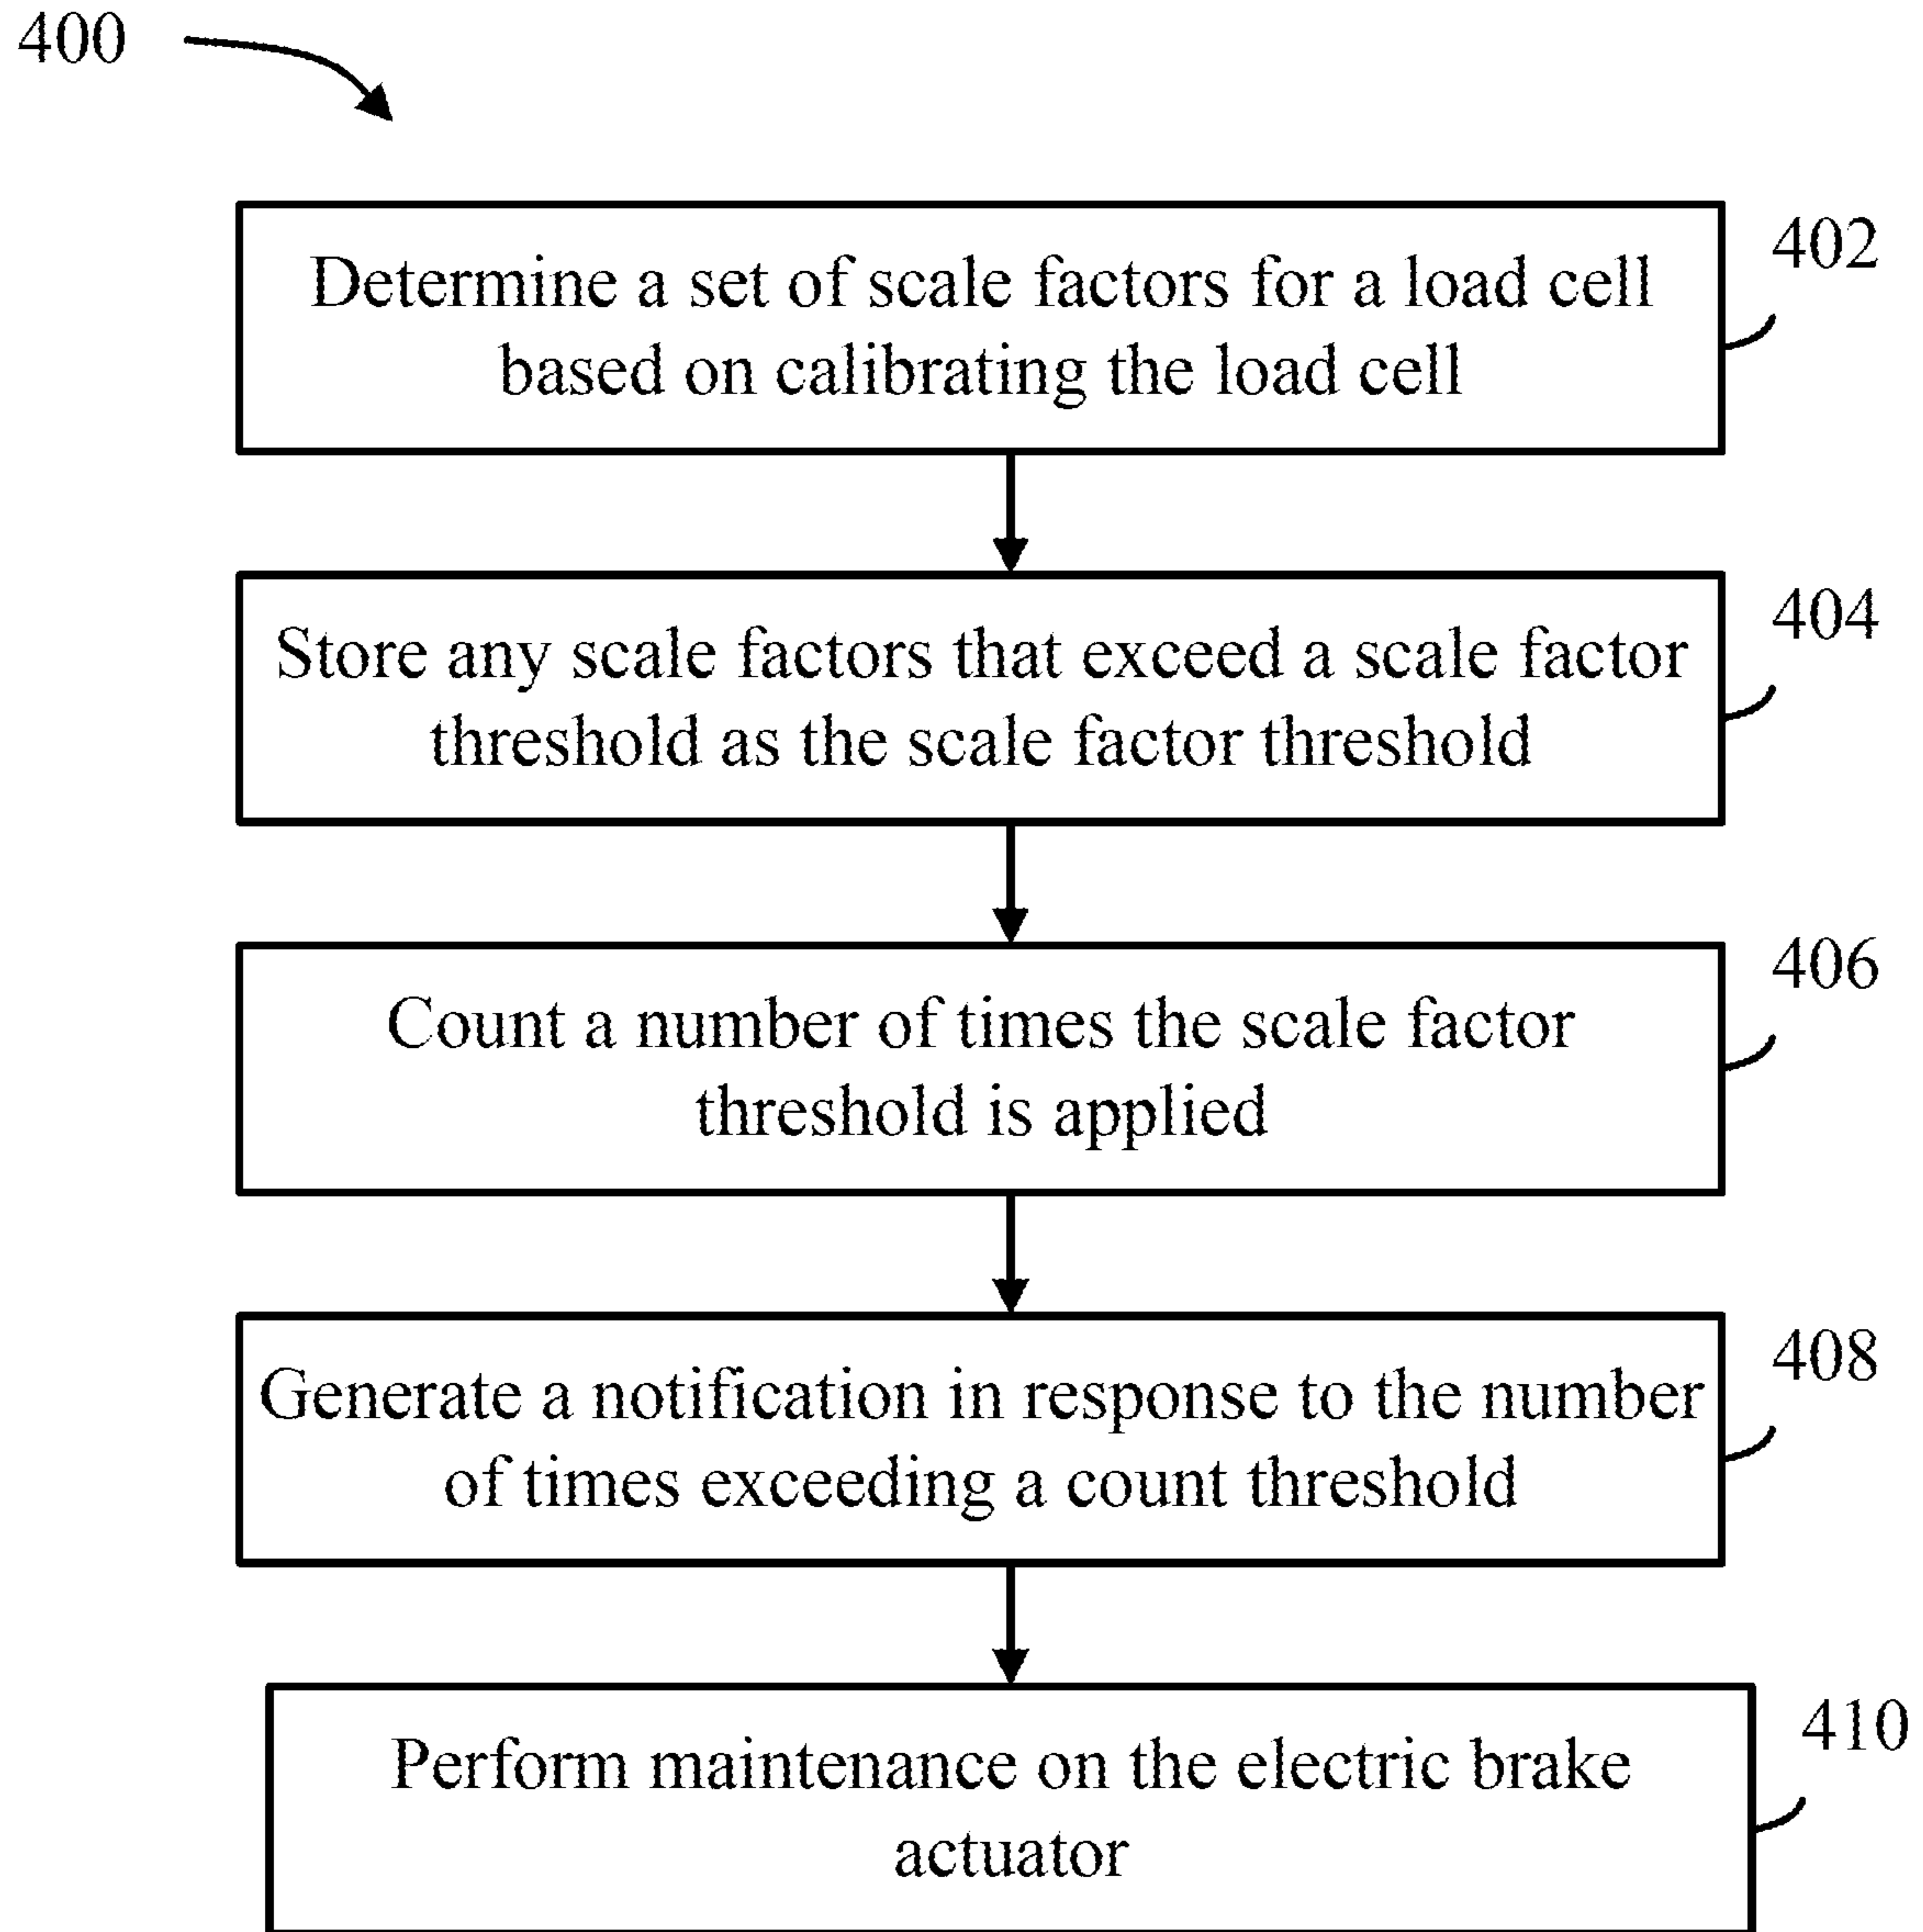 400
402
Determine a set of scale factors for a load cell
based on calibrating the load cell
404
Store any scale factors that exceed a scale factor
threshold as the scale factor threshold
406
Count a number of times the scale factor
threshold is applied
408
Generate a notification in response to the number
of times exceeding a count threshold
410
Perform maintenance on the electric brake
actuator